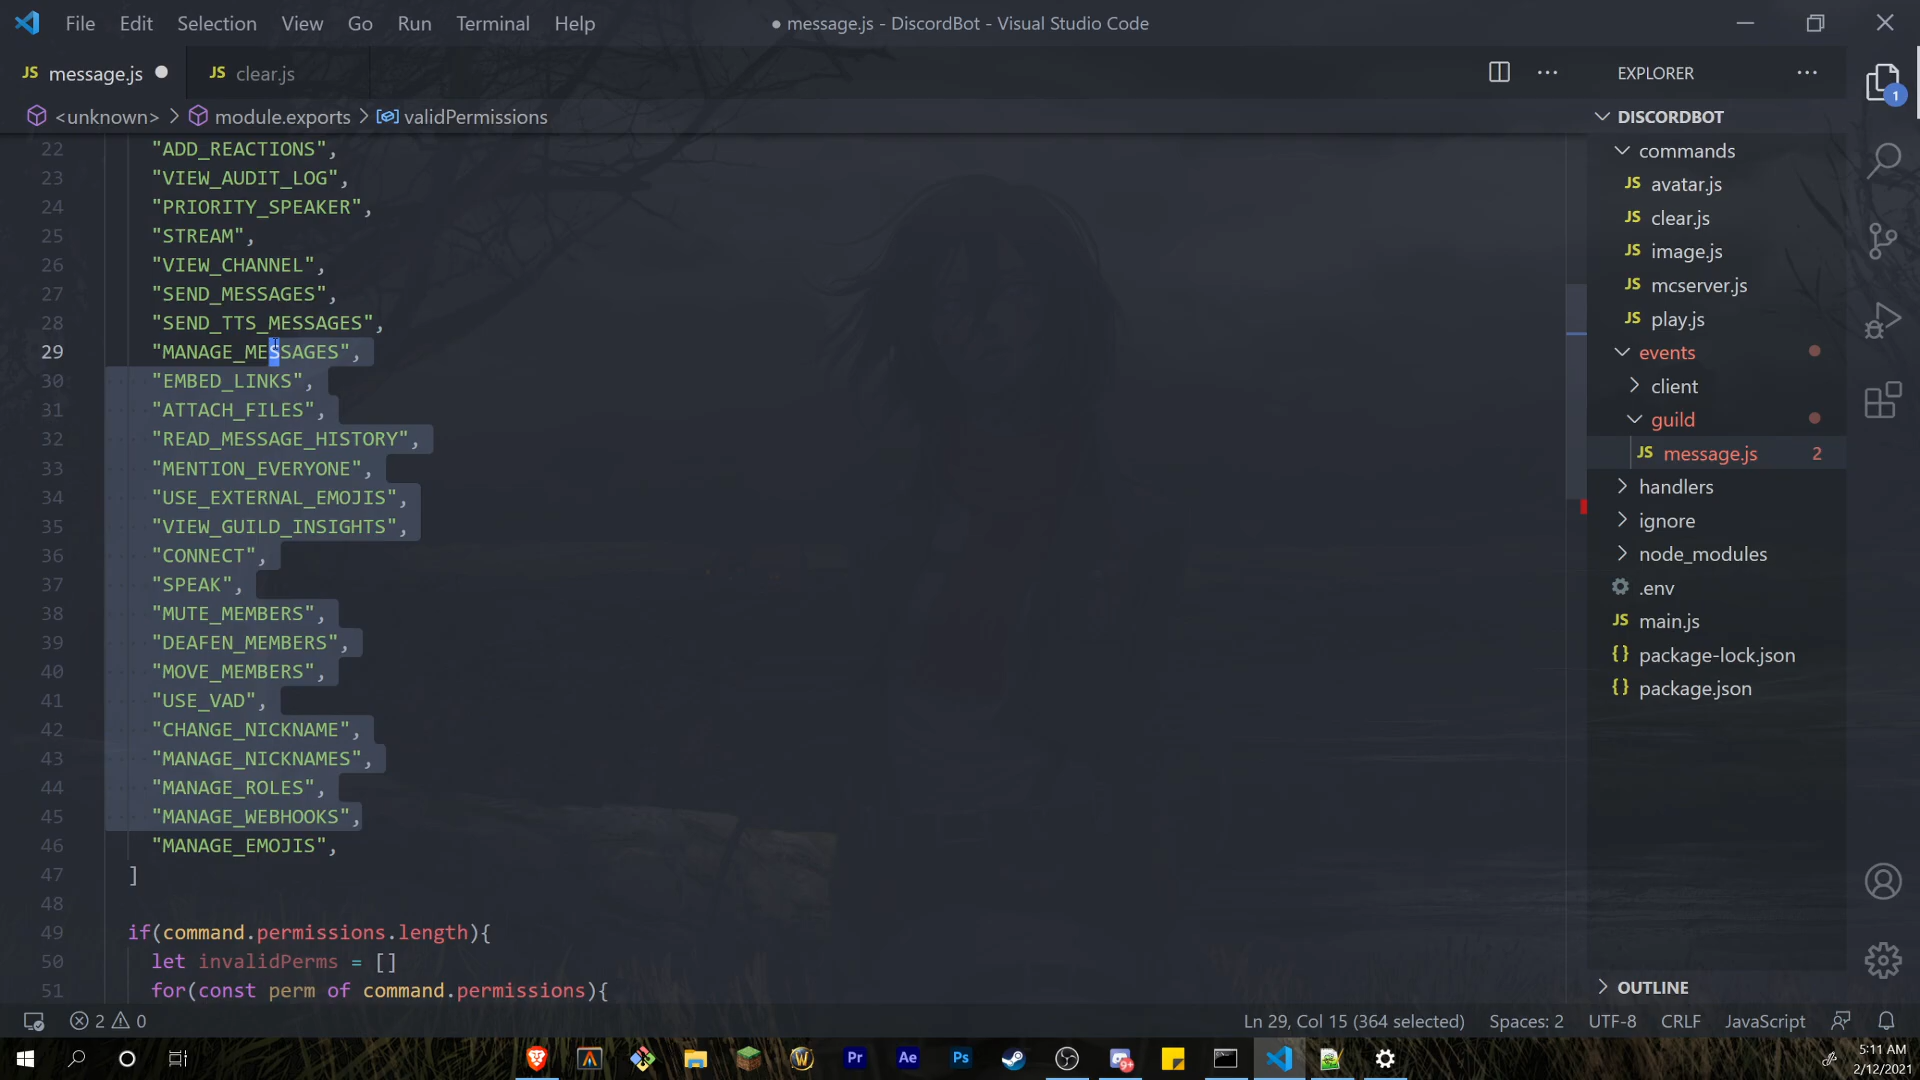 File Edit Selection View Go Run Terminal Help
● message.js - DiscordBot - Visual Studio Code
JS message.js ● JS clear.js
<unknown> > module.exports > validPermissions
22 "ADD_REACTIONS",
23 "VIEW_AUDIT_LOG",
24 "PRIORITY_SPEAKER",
25 "STREAM",
26 "VIEW_CHANNEL",
27 "SEND_MESSAGES",
28 "SEND_TTS_MESSAGES",
29 "MANAGE_MESSAGES",
30 "EMBED_LINKS",
31 "ATTACH_FILES",
32 "READ_MESSAGE_HISTORY",
33 "MENTION_EVERYONE",
34 "USE_EXTERNAL_EMOJIS",
35 "VIEW_GUILD_INSIGHTS",
36 "CONNECT",
37 "SPEAK",
38 "MUTE_MEMBERS",
39 "DEAFEN_MEMBERS",
40 "MOVE_MEMBERS",
41 "USE_VAD",
42 "CHANGE_NICKNAME",
43 "MANAGE_NICKNAMES",
44 "MANAGE_ROLES",
45 "MANAGE_WEBHOOKS",
46 "MANAGE_EMOJIS",
47 ]
48
49 if(command.permissions.length){
50 let invalidPerms = []
51 for(const perm of command.permissions){
EXPLORER
1
DISCORDBOT
commands
JS avatar.js
JS clear.js
JS image.js
JS mcserver.js
JS play.js
events
client
guild
JS message.js 2
handlers
ignore
node_modules
.env
JS main.js
{} package-lock.json
{} package.json
OUTLINE
2 0
Ln 29, Col 15 (364 selected) Spaces: 2 UTF-8 CRLF JavaScript
Pr Ae Ps 9+
5:11 AM
2/12/2021